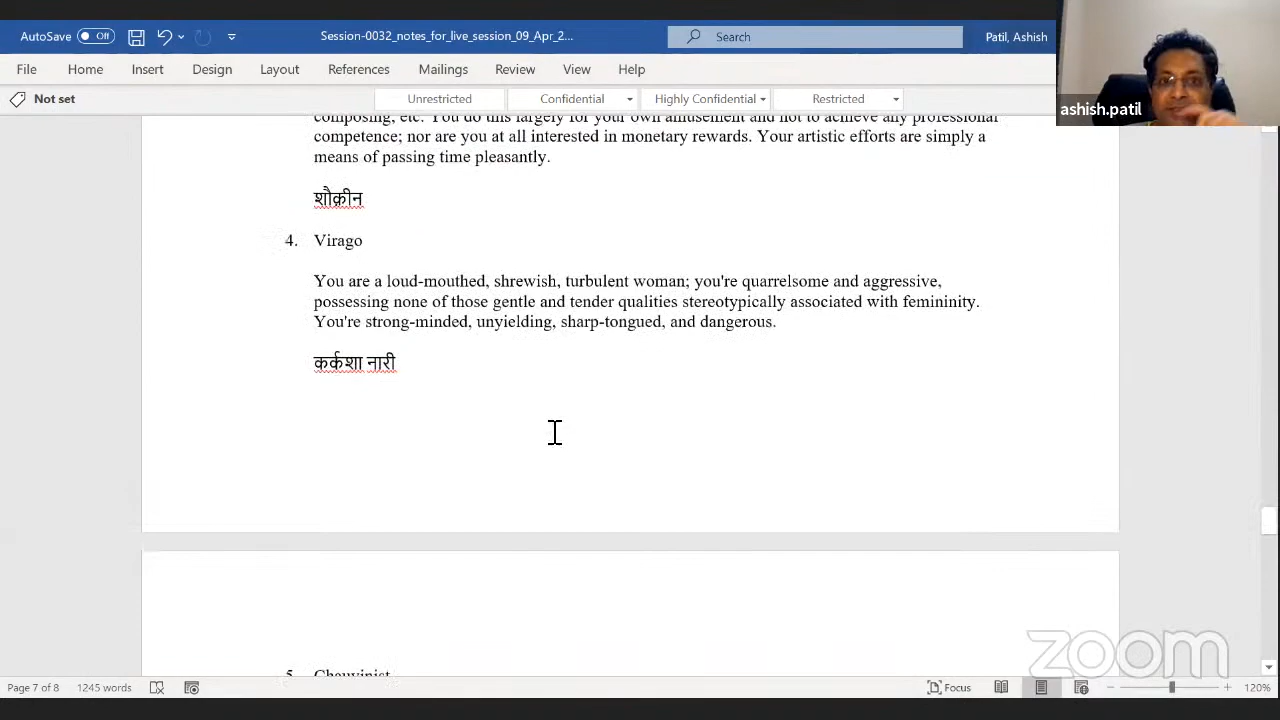 AutoSave Off Session-0032_notes_for_live_session_09_Apr_2... Search Patil, Ashish
File Home Insert Design Layout References Mailings Review View Help
ashish.patil
Not set Unrestricted Confidential Highly Confidential Restricted
composing, etc. You do this largely for your own amusement and not to achieve any professional
competence; nor are you at all interested in monetary rewards. Your artistic efforts are simply a
means of passing time pleasantly.
शौक़ीन
4. Virago
You are a loud-mouthed, shrewish, turbulent woman; you're quarrelsome and aggressive,
possessing none of those gentle and tender qualities stereotypically associated with femininity.
You're strong-minded, unyielding, sharp-tongued, and dangerous.
कर्कशा नारी
zoom
5. Chauvinist
Page 7 of 8 1245 words Focus 120%